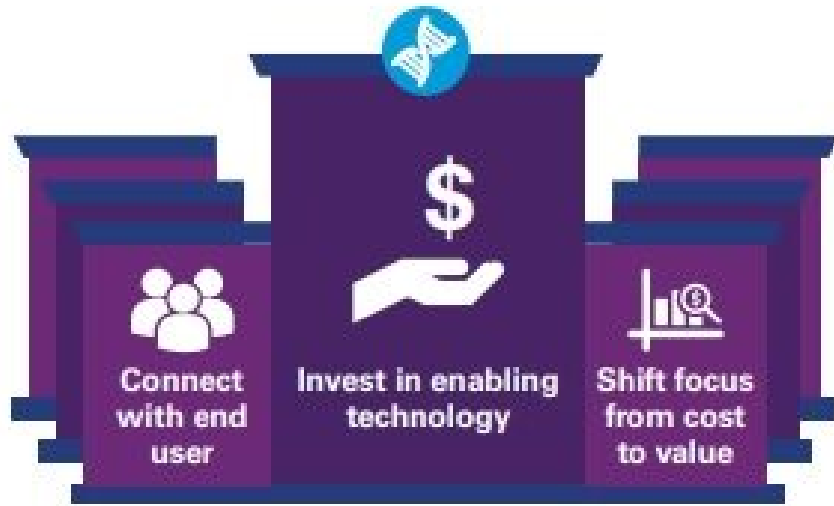 $
Connect
with end
user
Invest in enabling
technology
$
Shift focus
from cost
to value